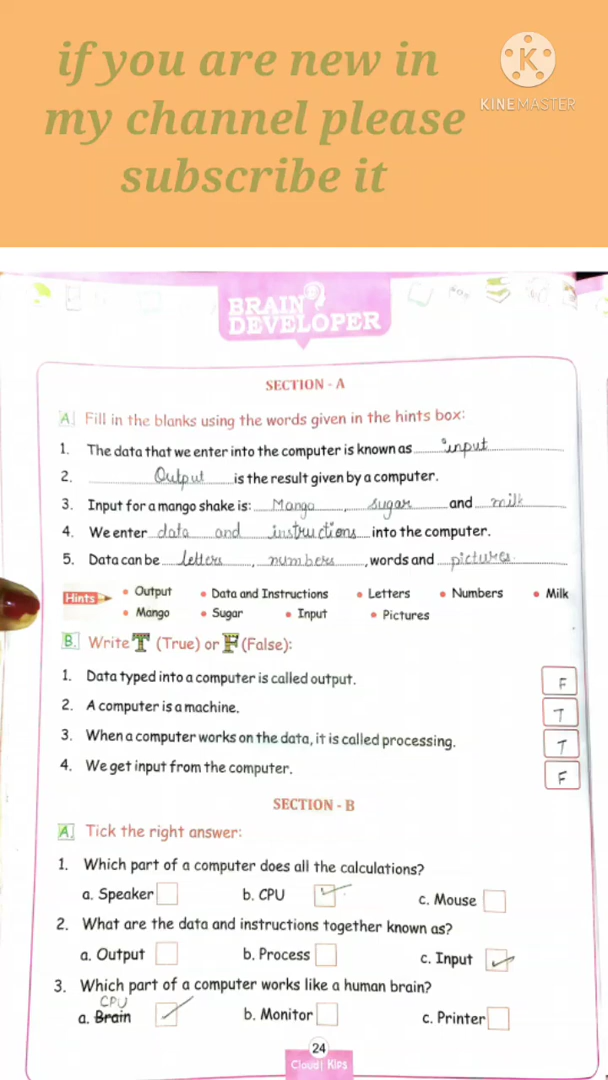 if you are new in
my channel please
subscribe it
KINEMASTER
BRAIN
DEVELOPER
SECTION - A
A. Fill in the blanks using the words given in the hints box:
1. The data that we enter into the computer is known as input
2. Output is the result given by a computer.
3. Input for a mango shake is: Mango, sugar and milk
4. We enter data and instructions into the computer.
5. Data can be letters, numbers, words and pictures.
Hints • Output • Data and Instructions • Letters • Numbers • Milk
• Mango • Sugar • Input • Pictures
B. Write T (True) or F (False):
1. Data typed into a computer is called output. F
2. A computer is a machine. T
3. When a computer works on the data, it is called processing. T
4. We get input from the computer. F
SECTION - B
A. Tick the right answer:
1. Which part of a computer does all the calculations?
a. Speaker b. CPU ✓ c. Mouse
2. What are the data and instructions together known as?
a. Output b. Process c. Input ✓
3. Which part of a computer works like a human brain?
CPU
a. Brain b. Monitor c. Printer
24
Cloud| Kips